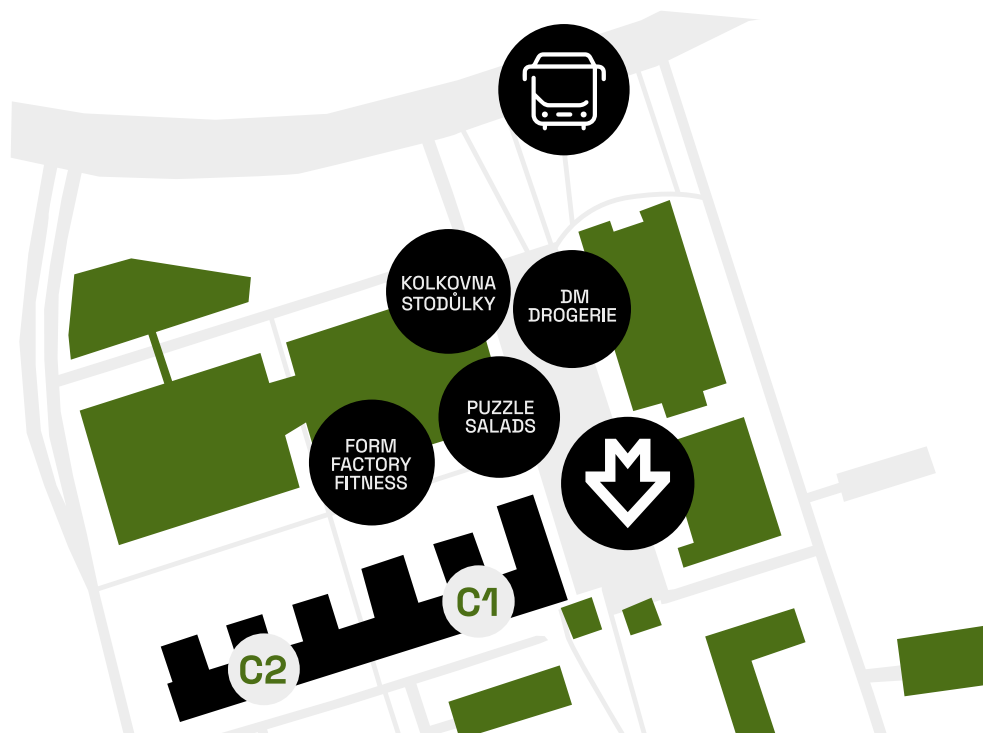 KOLKOVNA
STODŮLKY
DM
DROGERIE
PUZZLE
SALADS
FORM
FACTORY
FITNESS
M
C1
C2